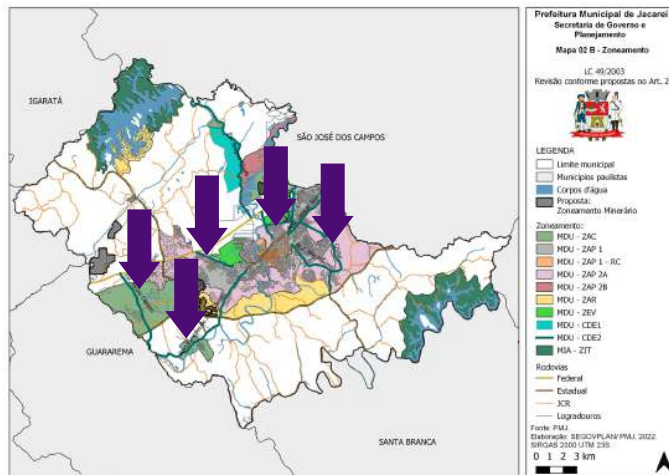 IGARATÁ
SÃO JOSÉ DOS CAMPOS
GUARAREMA
SANTA BRANCA
Prefeitura Municipal de Jacareí
Secretaria de Governo e
Planejamento
Mapa 02 B - Zoneamento
LC 49/2003
Revisão conforme propostas no Art. 2
LEGENDA
Limite municipal
Municípios paulistas
Corpos d'água
Proposta:
Zoneamento Minerário
Zoneamento:
MDU - ZAC
MDU - ZAP 1
MDU - ZAP 1 - RC
MDU - ZAP 2A
MDU - ZAP 2B
MDU - ZAR
MDU - ZEV
MDU - CDE1
MDU - CDE2
MIA - ZIT
Rodovias
Federal
Estadual
JCR
Logradouros
Fonte: PMJ.
Elaboração: SEGOVPLAN/ PMJ, 2022.
SIRGAS 2000 UTM 23S.
0 1 2 3 km